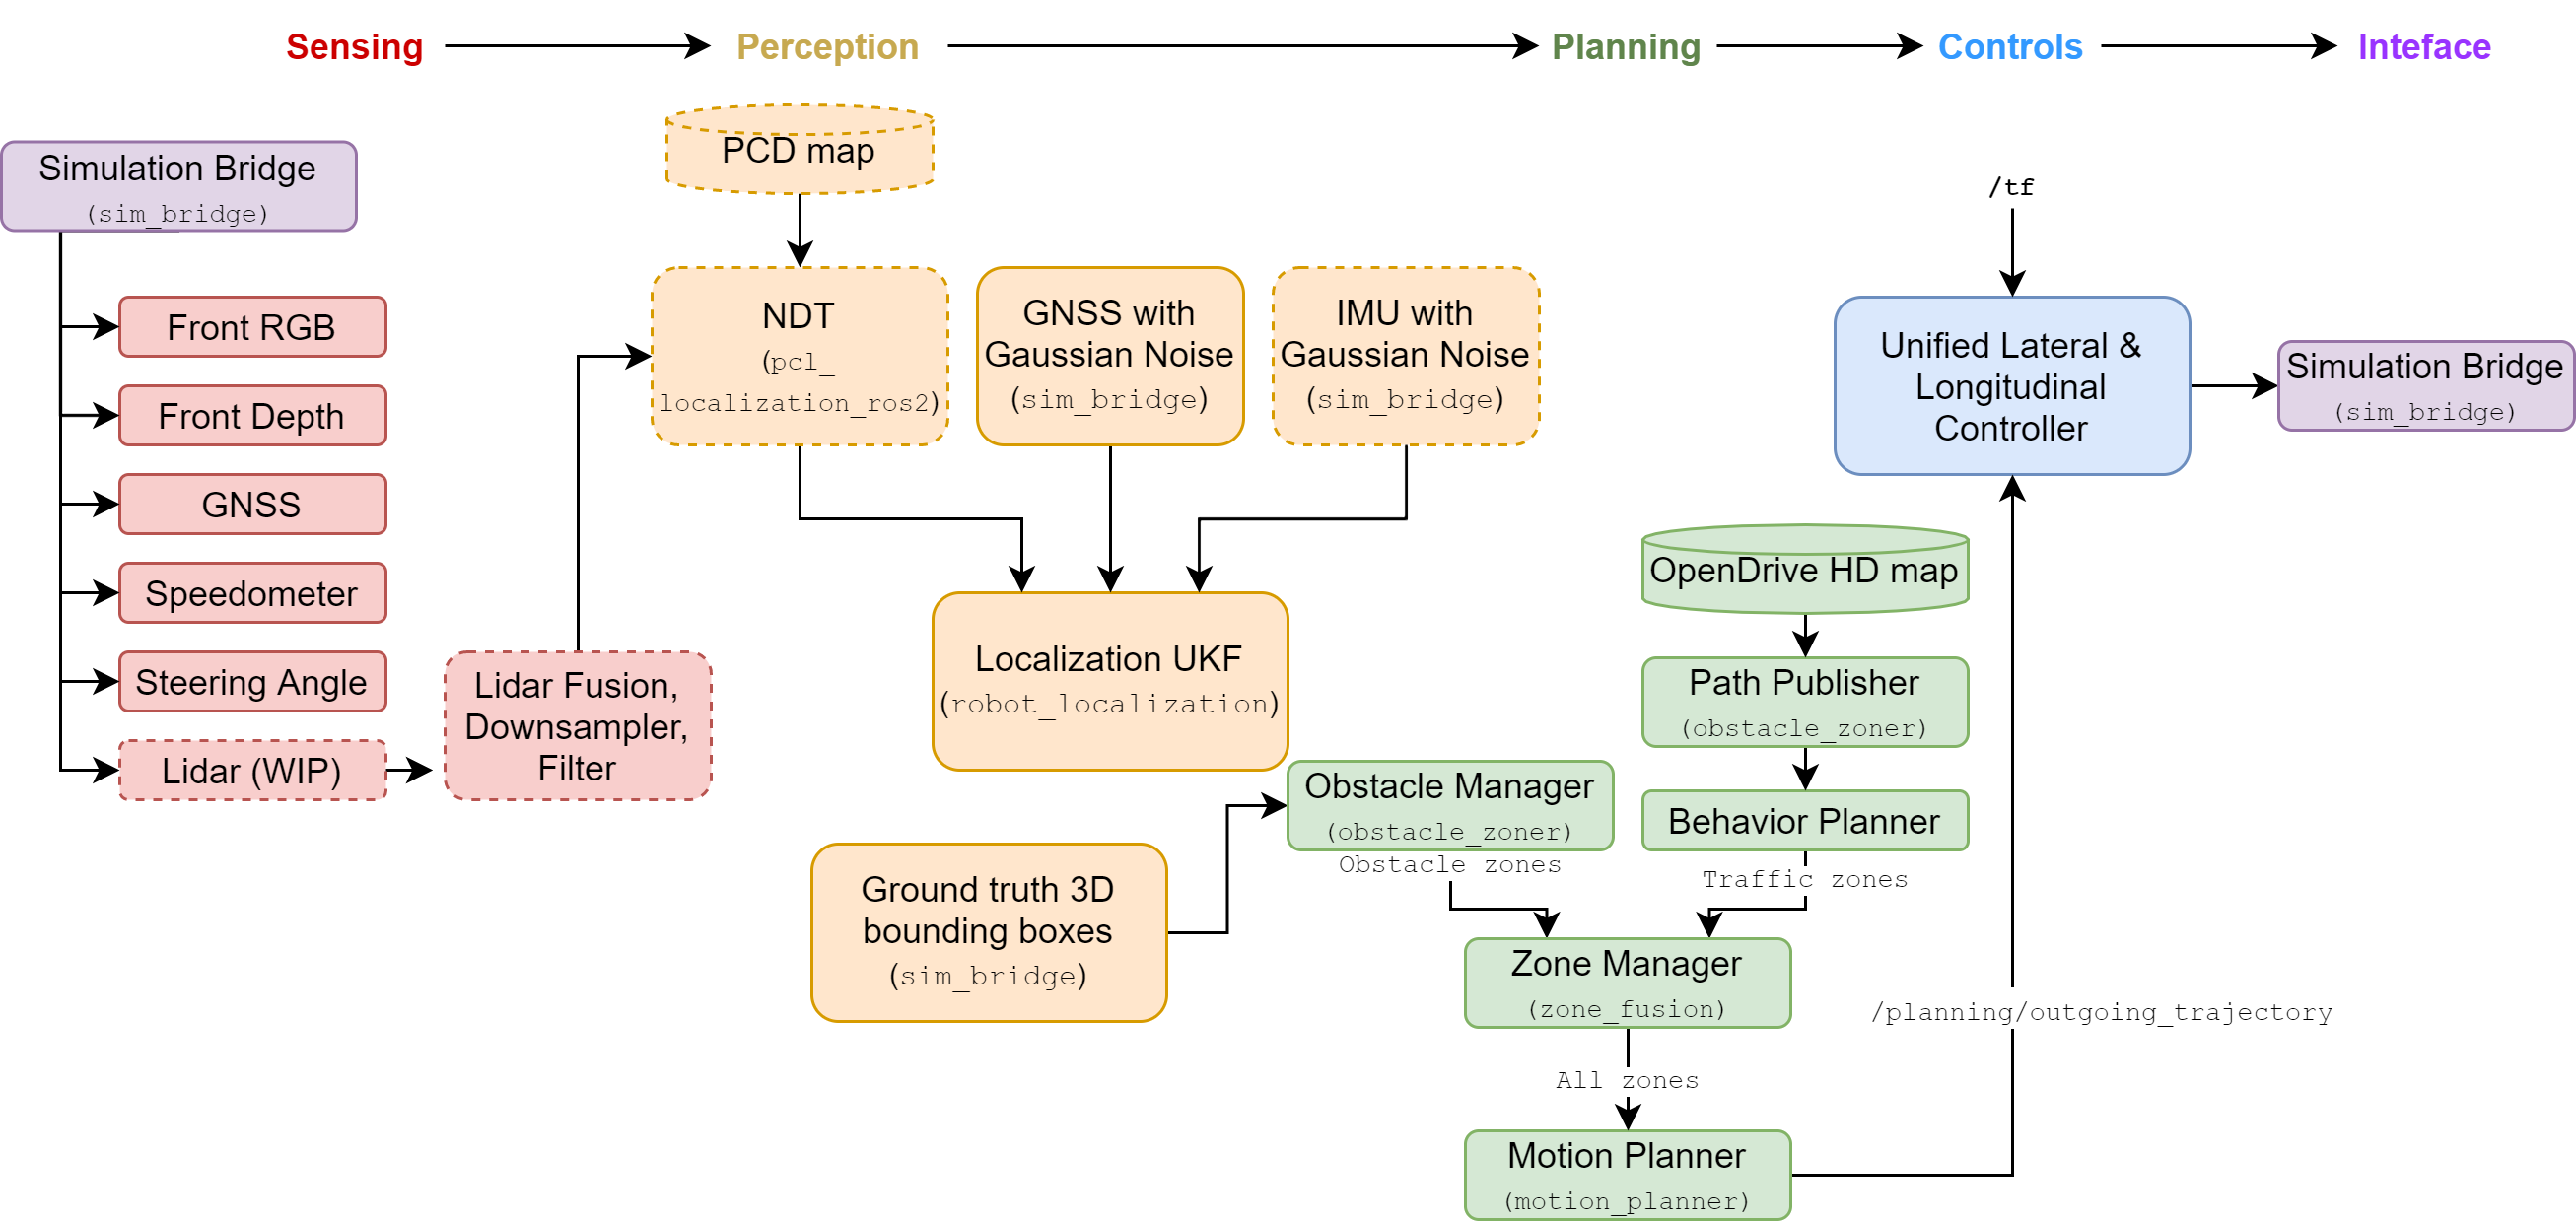 Sensing
Perception
Planning
Controls
Inteface
Simulation Bridge
(sim_bridge)
Front RGB
Front Depth
GNSS
Speedometer
Steering Angle
Lidar (WIP)
Lidar Fusion,
Downsampler,
Filter
PCD map
NDT
(pcl_
localization_ros2)
GNSS with
Gaussian Noise
(sim_bridge)
IMU with
Gaussian Noise
(sim_bridge)
Localization UKF
(robot_localization)
Ground truth 3D
bounding boxes
(sim_bridge)
Obstacle Manager
(obstacle_zoner)
Obstacle zones
OpenDrive HD map
Path Publisher
(obstacle_zoner)
Behavior Planner
Traffic zones
Zone Manager
(zone_fusion)
All zones
Motion Planner
(motion_planner)
/planning/outgoing_trajectory
/tf
Unified Lateral &
Longitudinal
Controller
Simulation Bridge
(sim_bridge)